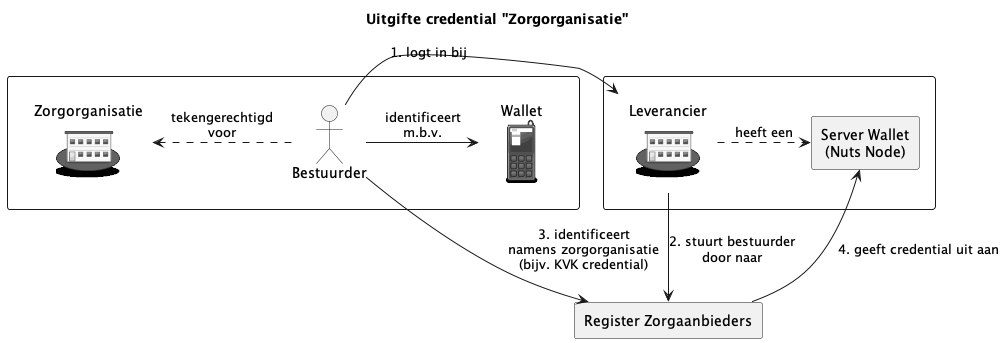 Uitgifte credential "Zorgorganisatie"
1. logt in bij
Zorgorganisatie
tekengerechtigd
voor
Bestuurder
identificeert
m.b.v.
Wallet
Leverancier
heeft een
Server Wallet
(Nuts Node)
3. identificeert
namens zorgorganisatie
(bijv. KVK credential)
2. stuurt bestuurder
door naar
4. geeft credential uit aan
Register Zorgaanbieders